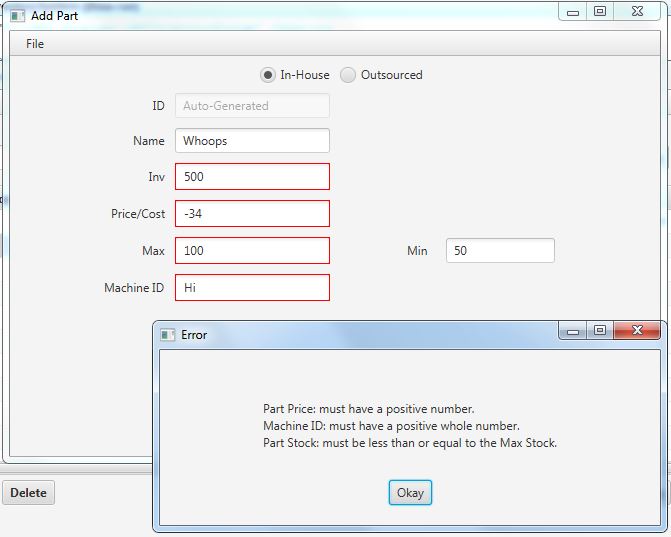 Add Part
File
In-House Outsourced
ID Auto-Generated
Name Whoops
Inv 500
Price/Cost -34
Max 100 Min 50
Machine ID Hi
Error
Part Price: must have a positive number.
Machine ID: must have a positive whole number.
Part Stock: must be less than or equal to the Max Stock.
Okay
Delete